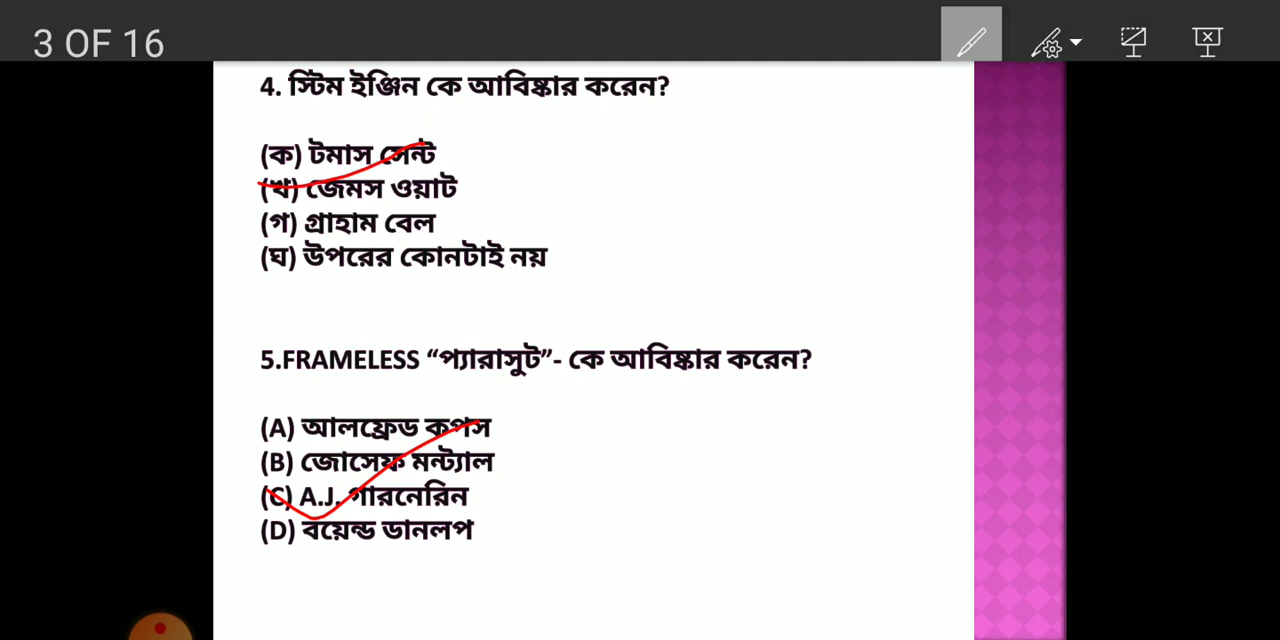 3 OF 16
4. স্টিম ইঞ্জিন কে আবিষ্কার করেন?
(ক) টমাস সেন্ট
(খ) জেমস ওয়াট
(গ) গ্রাহাম বেল
(ঘ) উপরের কোনটাই নয়
5.FRAMELESS “প্যারাসুট”- কে আবিষ্কার করেন?
(A) আলফ্রেড কপস
(B) জোসেফ মন্ট্যাল
(C) A.J. গারনেরিন
(D) বয়েন্ড ডানলপ